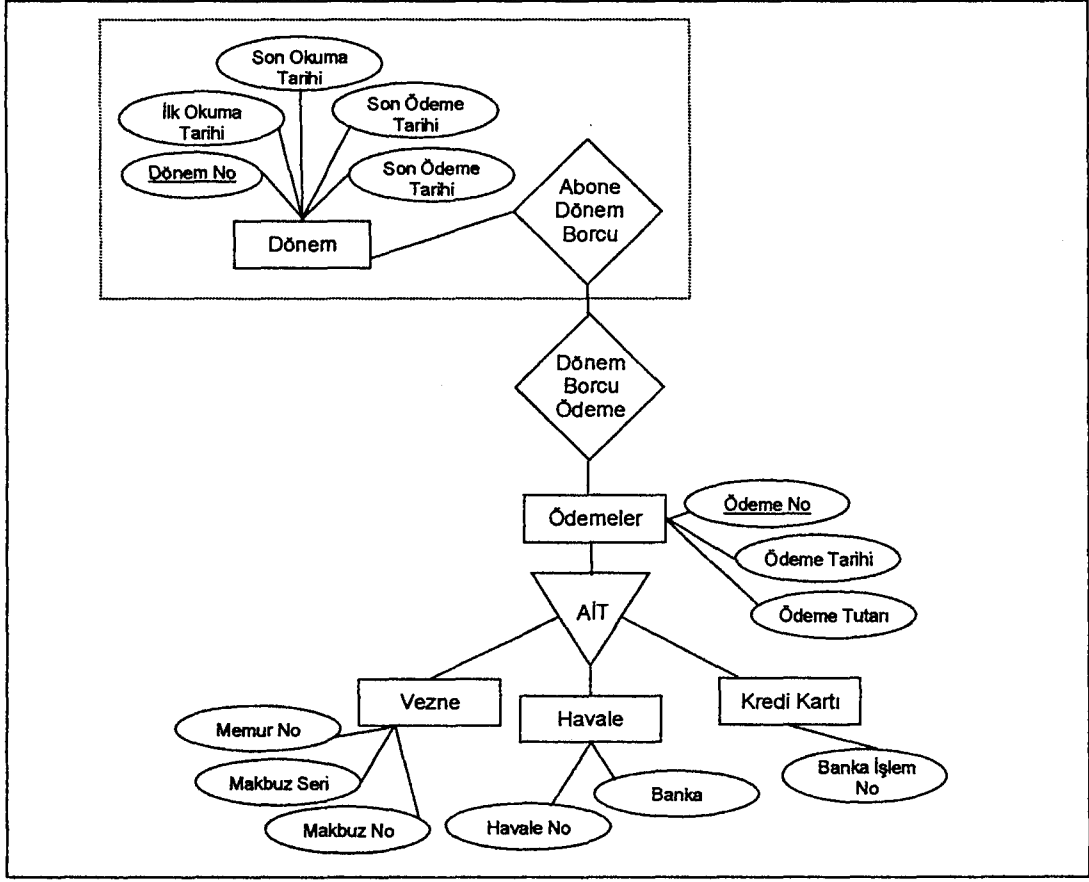 Son Okuma
Tarihi
İlk Okuma
Tarihi
Son Ödeme
Tarihi
Dönem No
Son Ödeme
Tarihi
Dönem
Abone
Dönem
Borcu
Dönem
Borcu
Ödeme
Ödemeler
Ödeme No
Ödeme Tarihi
Ödeme Tutarı
AİT
Vezne
Havale
Kredi Kartı
Memur No
Makbuz Seri
Makbuz No
Havale No
Banka
Banka İşlem
No